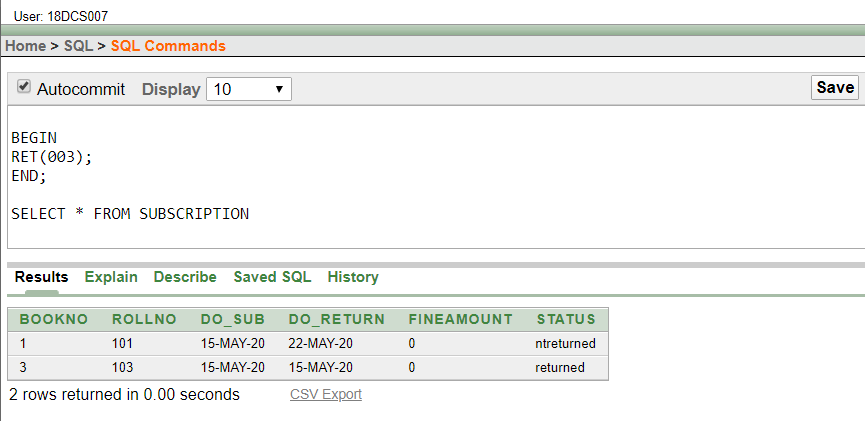 User: 18DCS007
Home > SQL > SQL Commands
Autocommit Display 10 Save
BEGIN
RET(003);
END;
SELECT * FROM SUBSCRIPTION
Results Explain Describe Saved SQL History
BOOKNO ROLLNO DO_SUB DO_RETURN FINEAMOUNT STATUS
1 101 15-MAY-20 22-MAY-20 0 ntreturned
3 103 15-MAY-20 15-MAY-20 0 returned
2 rows returned in 0.00 seconds CSV Export